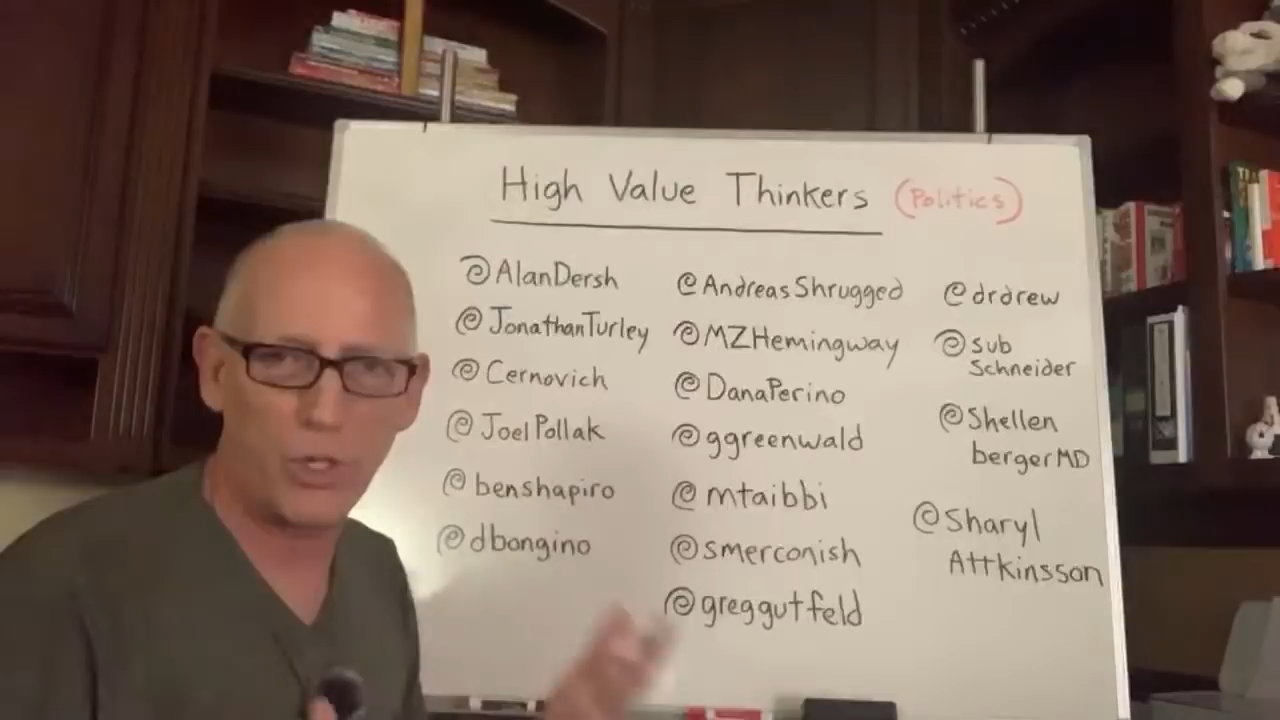 High Value Thinkers (Politics)
@AlanDersh
@JonathanTurley
@Cernovich
@JoelPollak
@benshapiro
@dbongino
@AndreasShrugged
@MZHemingway
@DanaPerino
@ggreenwald
@mtaibbi
@smerconish
@greggutfeld
@drdrew
@sub
Schneider
@Shellen
bergerMD
@Sharyl
Attkinsson